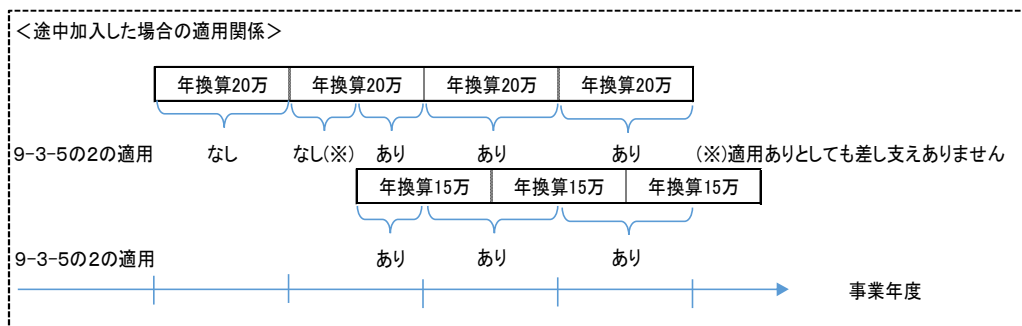 ＜途中加入した場合の適用関係＞
年換算20万 年換算20万 年換算20万 年換算20万
9-3-5の2の適用 なし なし(※) あり あり あり (※)適用ありとしても差し支えありません
年換算15万 年換算15万 年換算15万
9-3-5の2の適用 あり あり あり
事業年度